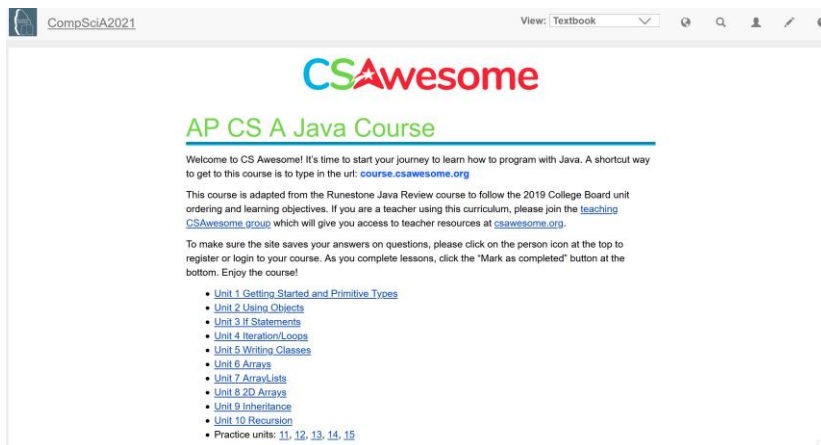 CompSciA2021
View: Textbook
CSAwesome
AP CS A Java Course
Welcome to CS Awesome! It's time to start your journey to learn how to program with Java. A shortcut way
to get to this course is to type in the url: course.csawesome.org
This course is adapted from the Runestone Java Review course to follow the 2019 College Board unit
ordering and learning objectives. If you are a teacher using this curriculum, please join the teaching
CSAwesome group which will give you access to teacher resources at csawesome.org.
To make sure the site saves your answers on questions, please click on the person icon at the top to
register or login to your course. As you complete lessons, click the "Mark as completed" button at the
bottom. Enjoy the course!
• Unit 1 Getting Started and Primitive Types
• Unit 2 Using Objects
• Unit 3 If Statements
• Unit 4 Iteration/Loops
• Unit 5 Writing Classes
• Unit 6 Arrays
• Unit 7 ArrayLists
• Unit 8 2D Arrays
• Unit 9 Inheritance
• Unit 10 Recursion
• Practice units: 11, 12, 13, 14, 15